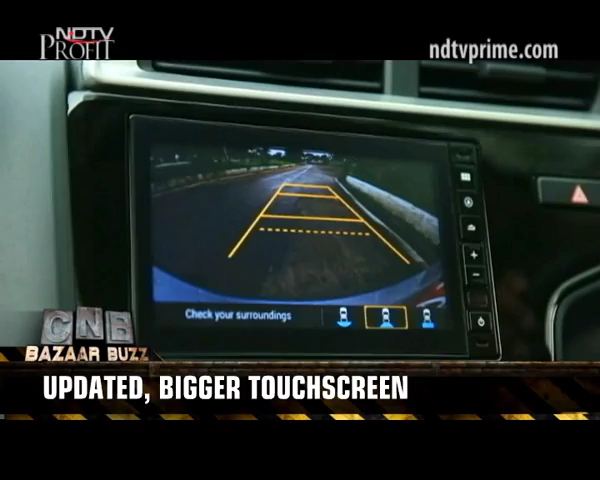 NDTV
PROFIT
ndtvprime.com
Check your surroundings
CNB
BAZAAR BUZZ
UPDATED, BIGGER TOUCHSCREEN